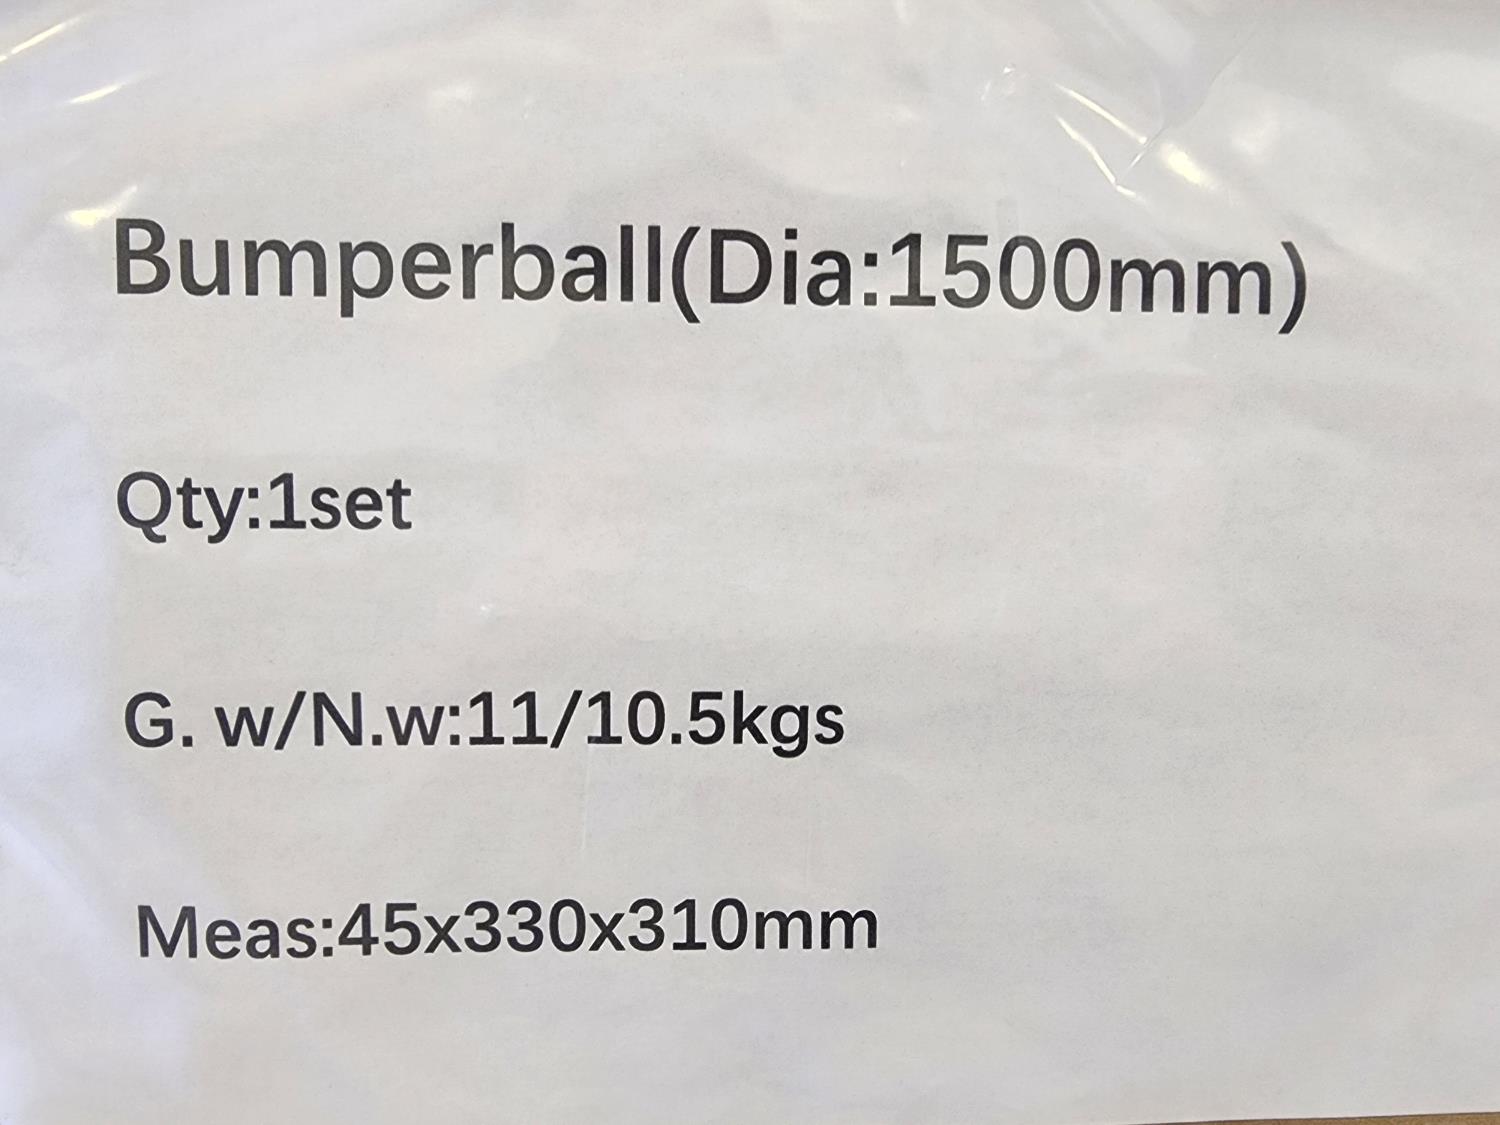 Bumperball(Dia:1500mm)
Qty:1set
G. w/N.w:11/10.5kgs
Meas:45x330x310mm